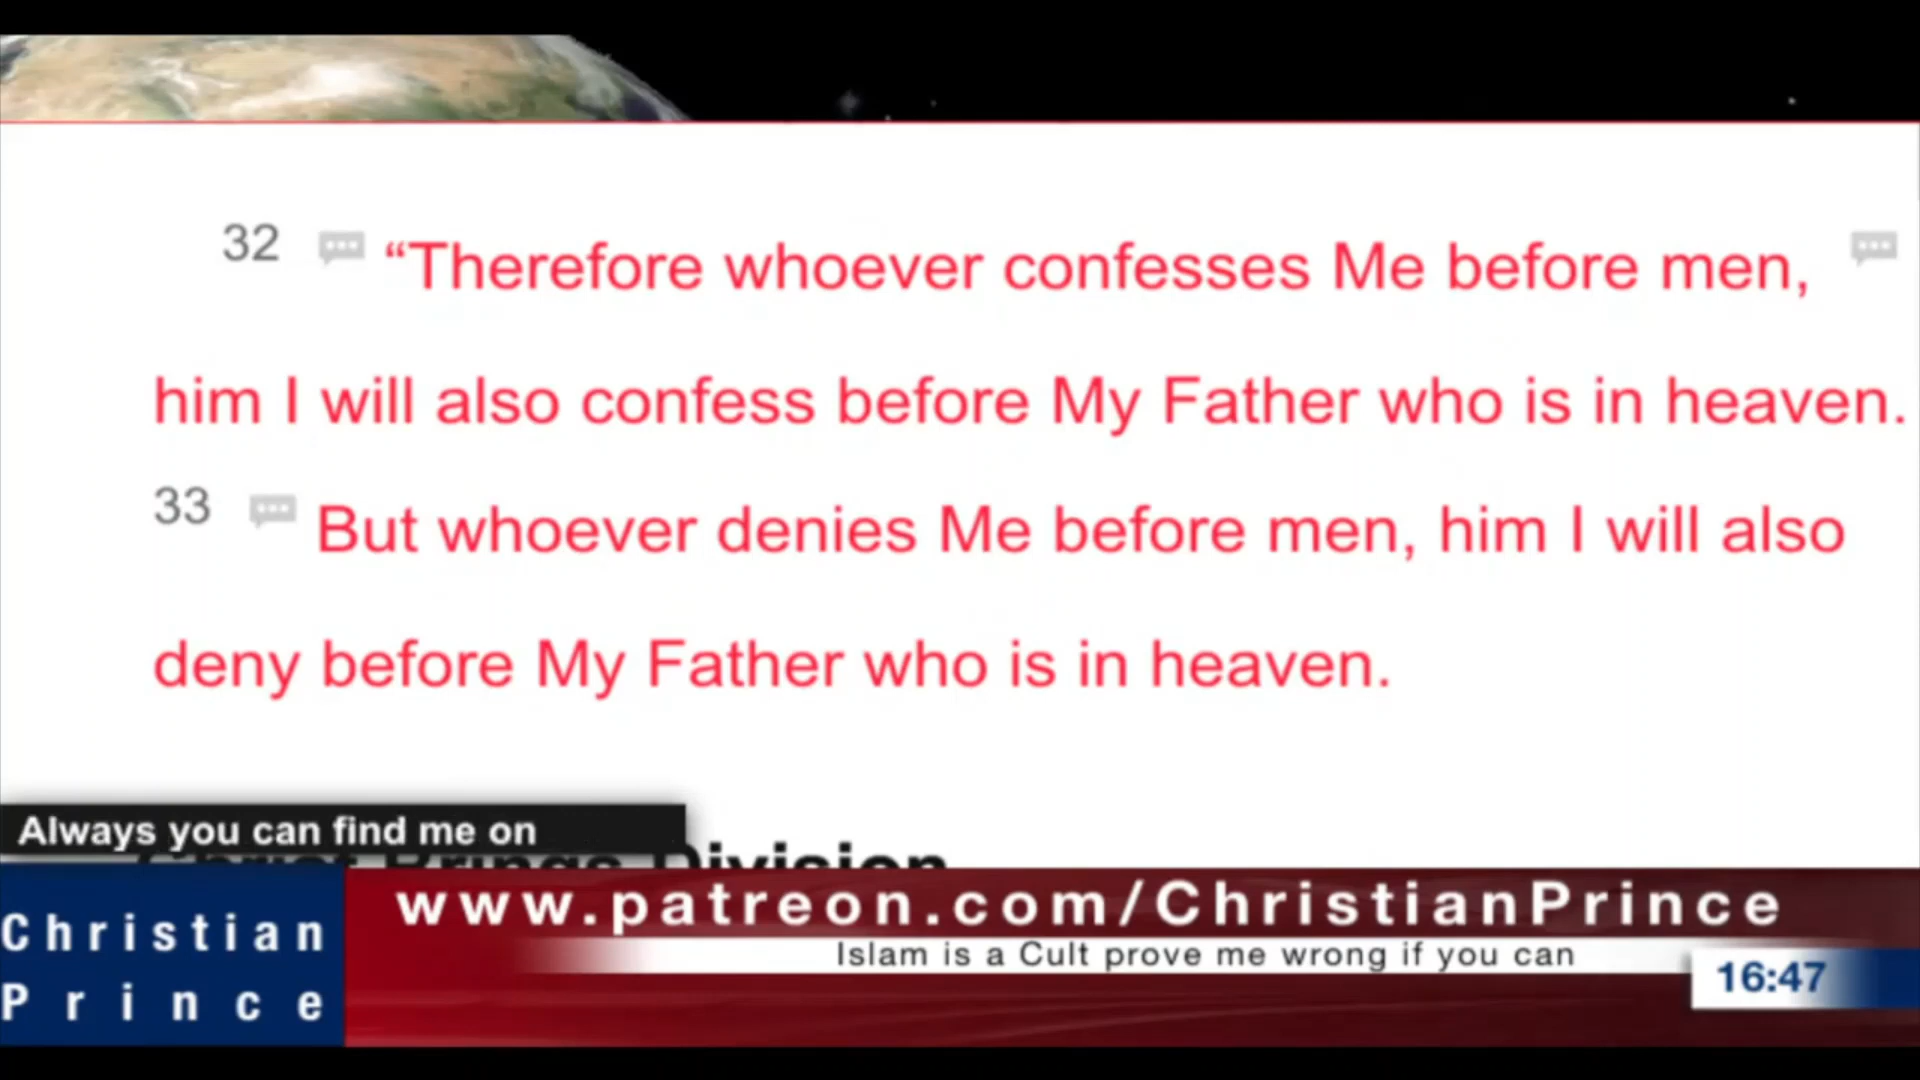 32 “Therefore whoever confesses Me before men,
him I will also confess before My Father who is in heaven.
33 But whoever denies Me before men, him I will also
deny before My Father who is in heaven.
Always you can find me on
Christ Brings Division
www.patreon.com/ChristianPrince
Christian
Prince
Islam is a Cult prove me wrong if you can
16:47